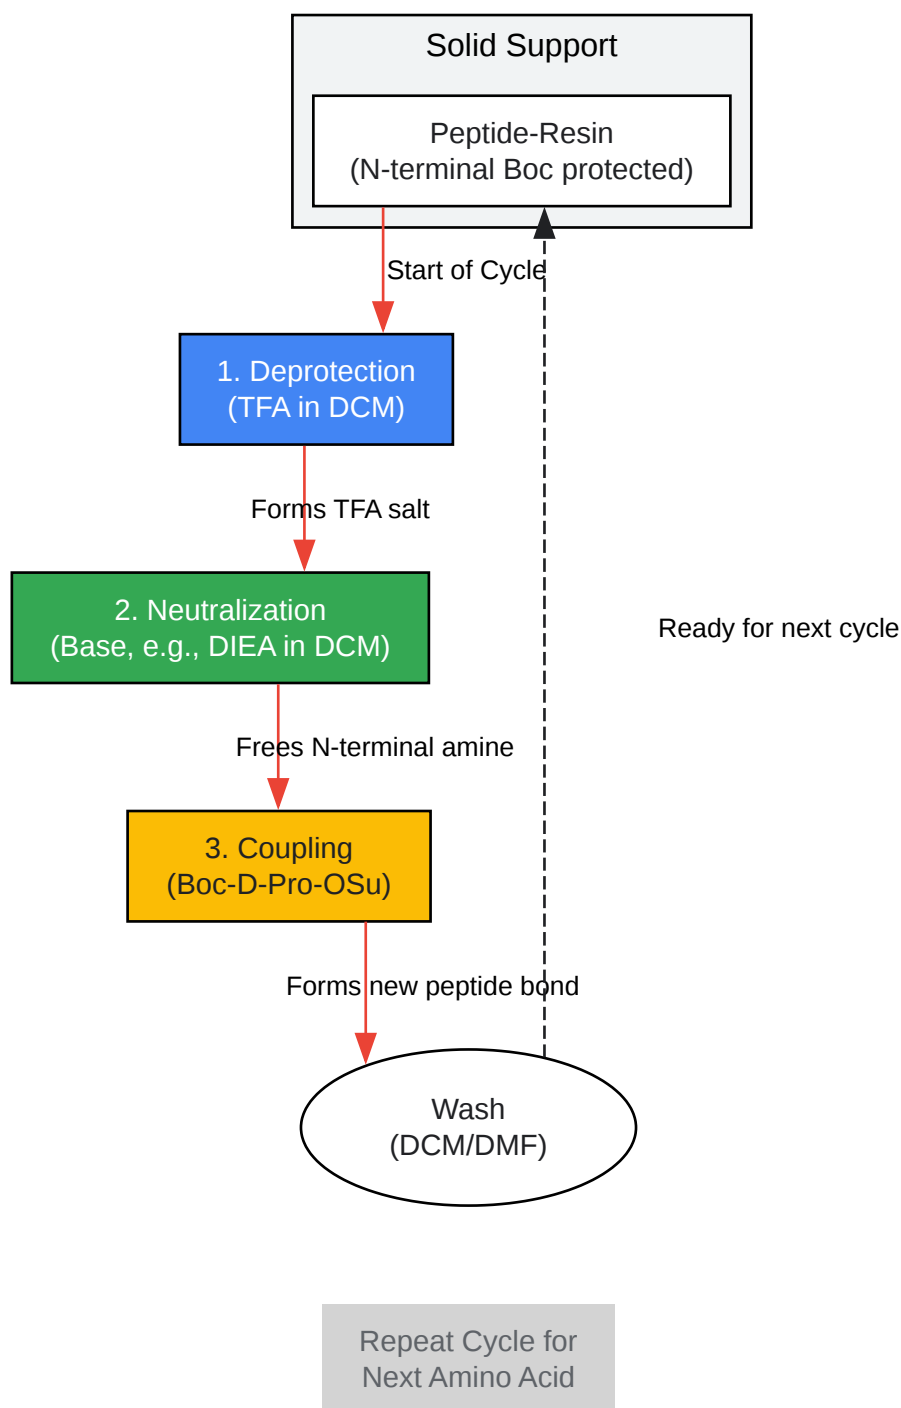 Solid Support
Peptide-Resin
(N-terminal Boc protected)
Start of Cycle
1. Deprotection
(TFA in DCM)
Forms TFA salt
2. Neutralization
(Base, e.g., DIEA in DCM)
Ready for next cycle
Frees N-terminal amine
3. Coupling
(Boc-D-Pro-OSu)
Forms new peptide bond
Wash
(DCM/DMF)
Repeat Cycle for
Next Amino Acid